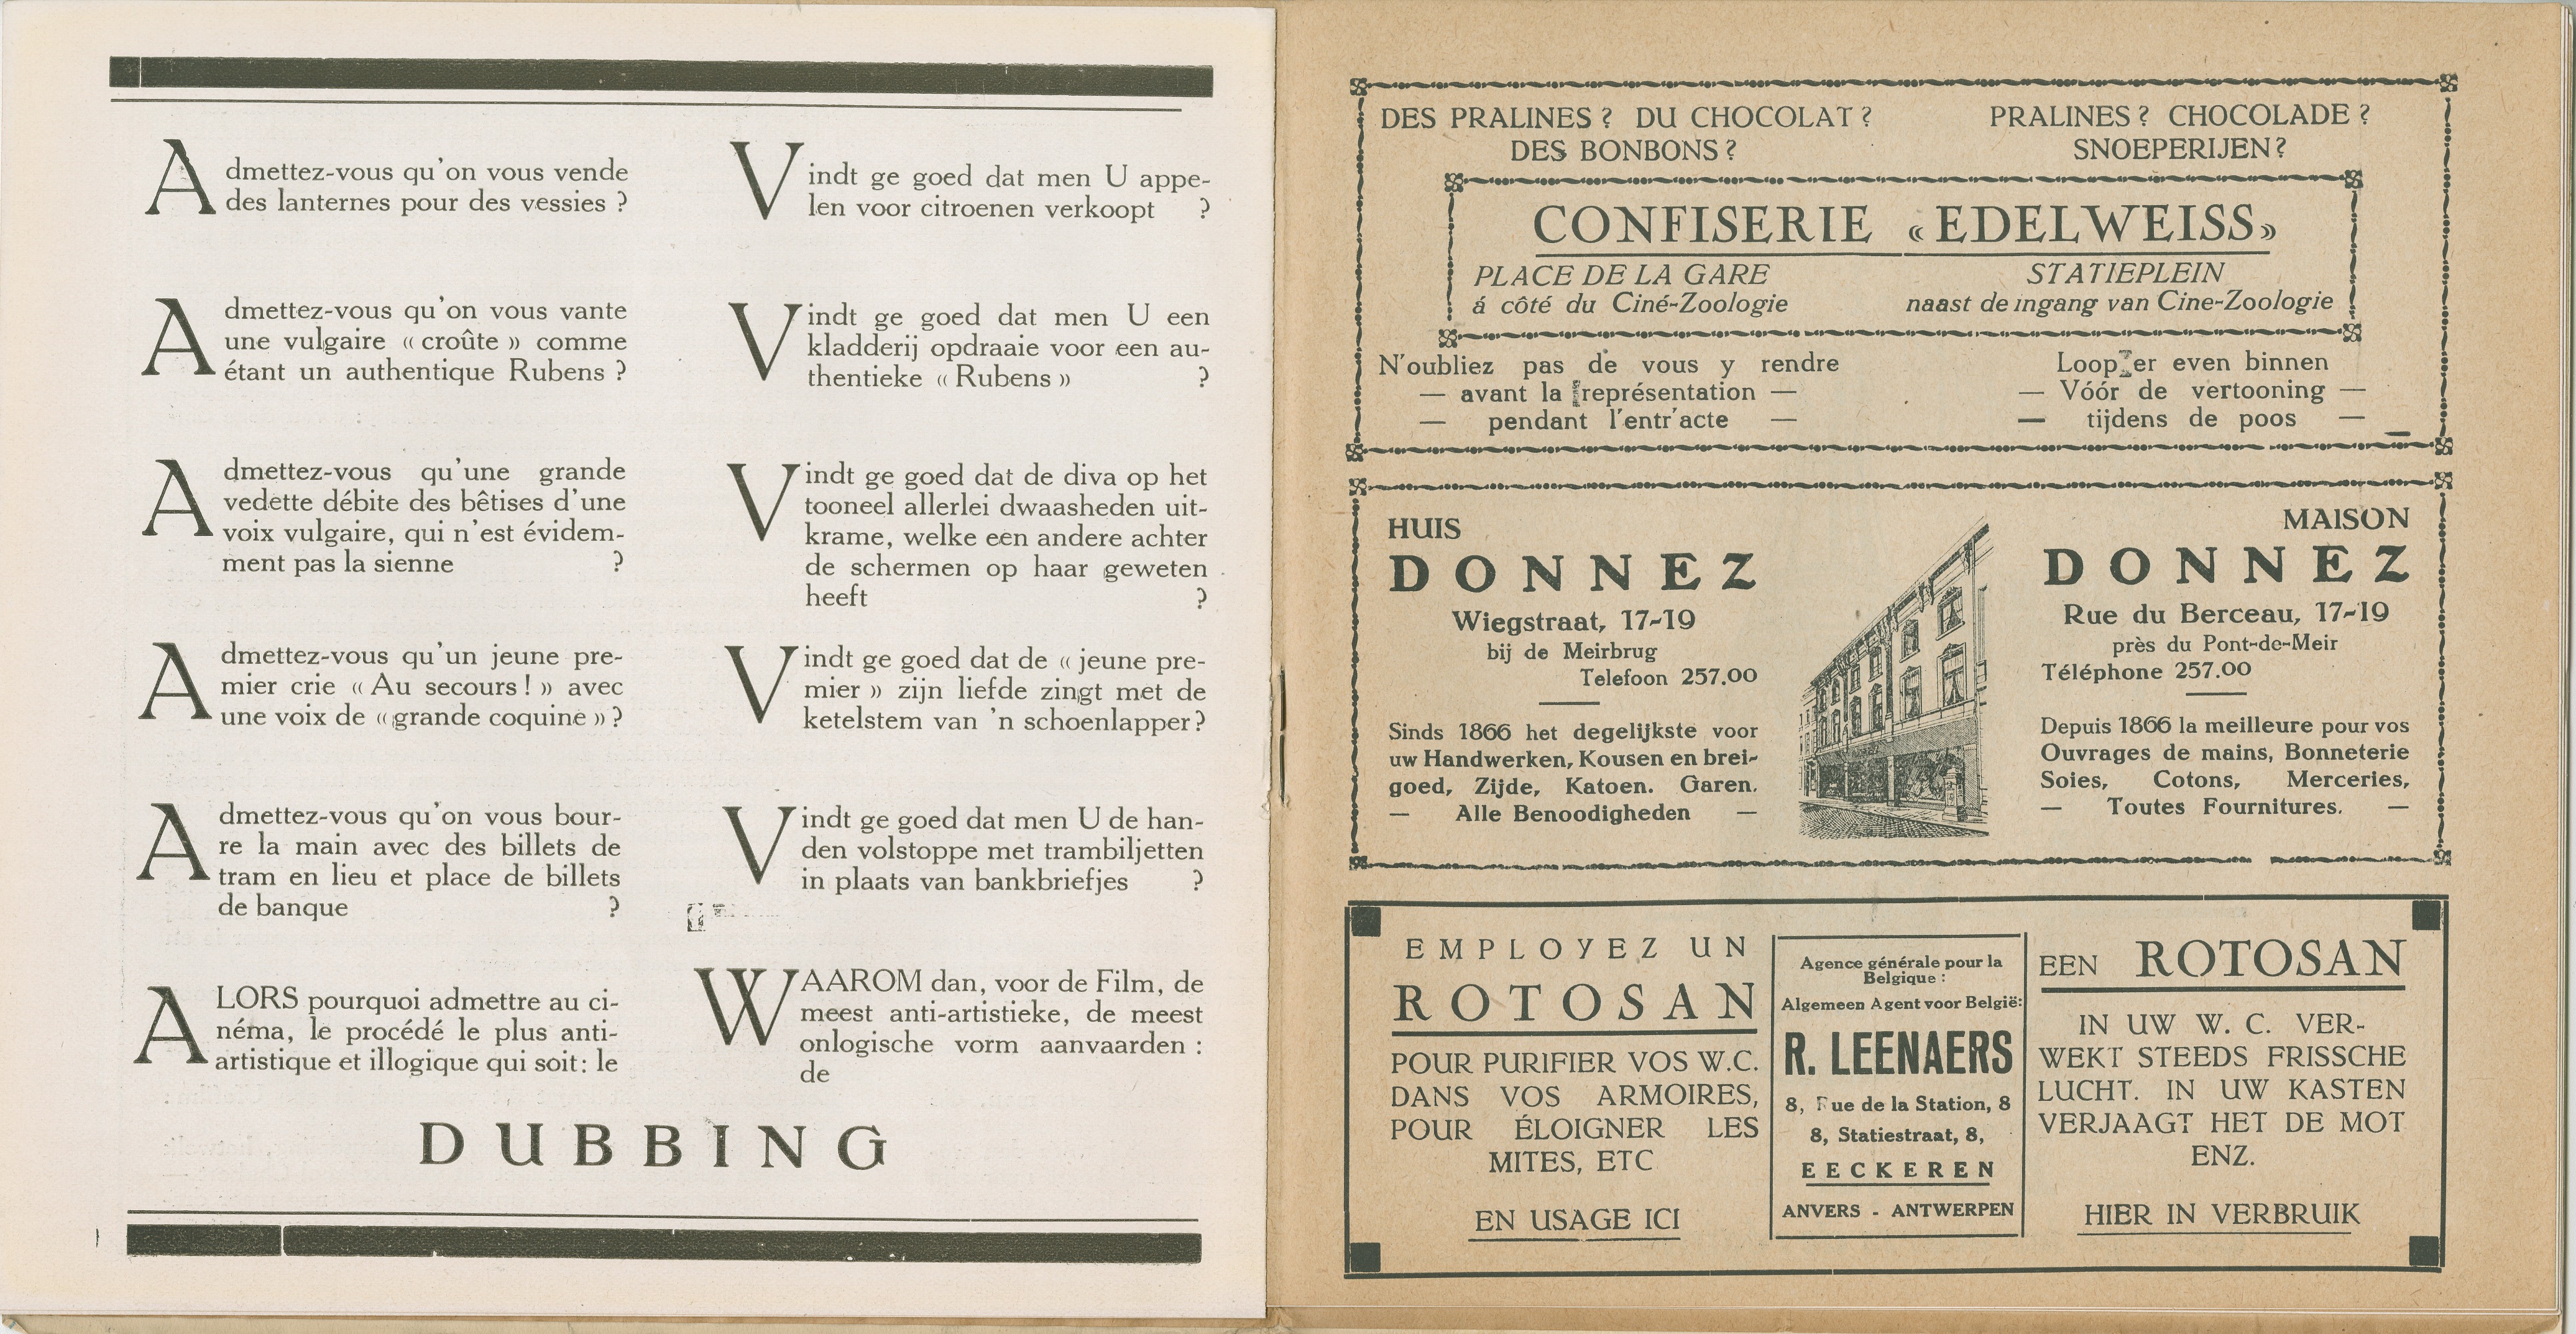 Admettez-vous qu'on vous vende
des lanternes pour des vessies ?
Admettez-vous qu'on vous vante
une vulgaire « croûte » comme
étant un authentique Rubens ?
Admettez-vous qu'une grande
vedette débite des bêtises d'une
voix vulgaire, qui n'est évidem-
ment pas la sienne ?
Admettez-vous qu'un jeune pre-
mier crie « Au secours ! » avec
une voix de « grande coquine » ?
Admettez-vous qu'on vous bour-
re la main avec des billets de
tram en lieu et place de billets
de banque ?
ALORS pourquoi admettre au ci-
néma, le procédé le plus anti-
artistique et illogique qui soit : le
Vindt ge goed dat men U appe-
len voor citroenen verkoopt ?
Vindt ge goed dat men U een
kladderij opdraaie voor een au-
thentieke « Rubens » ?
Vindt ge goed dat de diva op het
tooneel allerlei dwaasheden uit-
krame, welke een andere achter
de schermen op haar geweten
heeft ?
Vindt ge goed dat de « jeune pre-
mier » zijn liefde zingt met de
ketelstem van 'n schoenlapper?
Vindt ge goed dat men U de han-
den volstoppe met trambiljetten
in plaats van bankbriefjes ?
WAAROM dan, voor de Film, de
meest anti-artistieke, de meest
onlogische vorm aanvaarden :
de
DUBBING
DES PRALINES ? DU CHOCOLAT ?
DES BONBONS ?
PRALINES ? CHOCOLADE ?
SNOEPERIJEN ?
CONFISERIE « EDELWEISS »
PLACE DE LA GARE
á côté du Ciné-Zoologie
STATIEPLEIN
naast de ingang van Cine-Zoologie
N'oubliez pas de vous y rendre
— avant la représentation —
— pendant l'entr'acte —
Loop er even binnen
— Vóór de vertooning —
— tijdens de poos —
HUIS
DONNEZ
Wiegstraat, 17-19
bij de Meirbrug
Telefoon 257.00
Sinds 1866 het degelijkste voor
uw Handwerken, Kousen en brei-
goed, Zijde, Katoen. Garen.
— Alle Benoodigheden —
MAISON
DONNEZ
Rue du Berceau, 17-19
près du Pont-de-Meir
Téléphone 257.00
Depuis 1866 la meilleure pour vos
Ouvrages de mains, Bonneterie
Soies, Cotons, Merceries,
— Toutes Fournitures. —
EMPLOYEZ UN
ROTOSAN
POUR PURIFIER VOS W.C.
DANS VOS ARMOIRES,
POUR ÉLOIGNER LES
MITES, ETC
EN USAGE ICI
Agence générale pour la
Belgique :
Algemeen Agent voor België:
R. LEENAERS
8, Rue de la Station, 8
8, Statiestraat, 8,
EECKEREN
ANVERS - ANTWERPEN
EEN ROTOSAN
IN UW W. C. VER-
WEKT STEEDS FRISSCHE
LUCHT. IN UW KASTEN
VERJAAGT HET DE MOT
ENZ.
HIER IN VERBRUIK